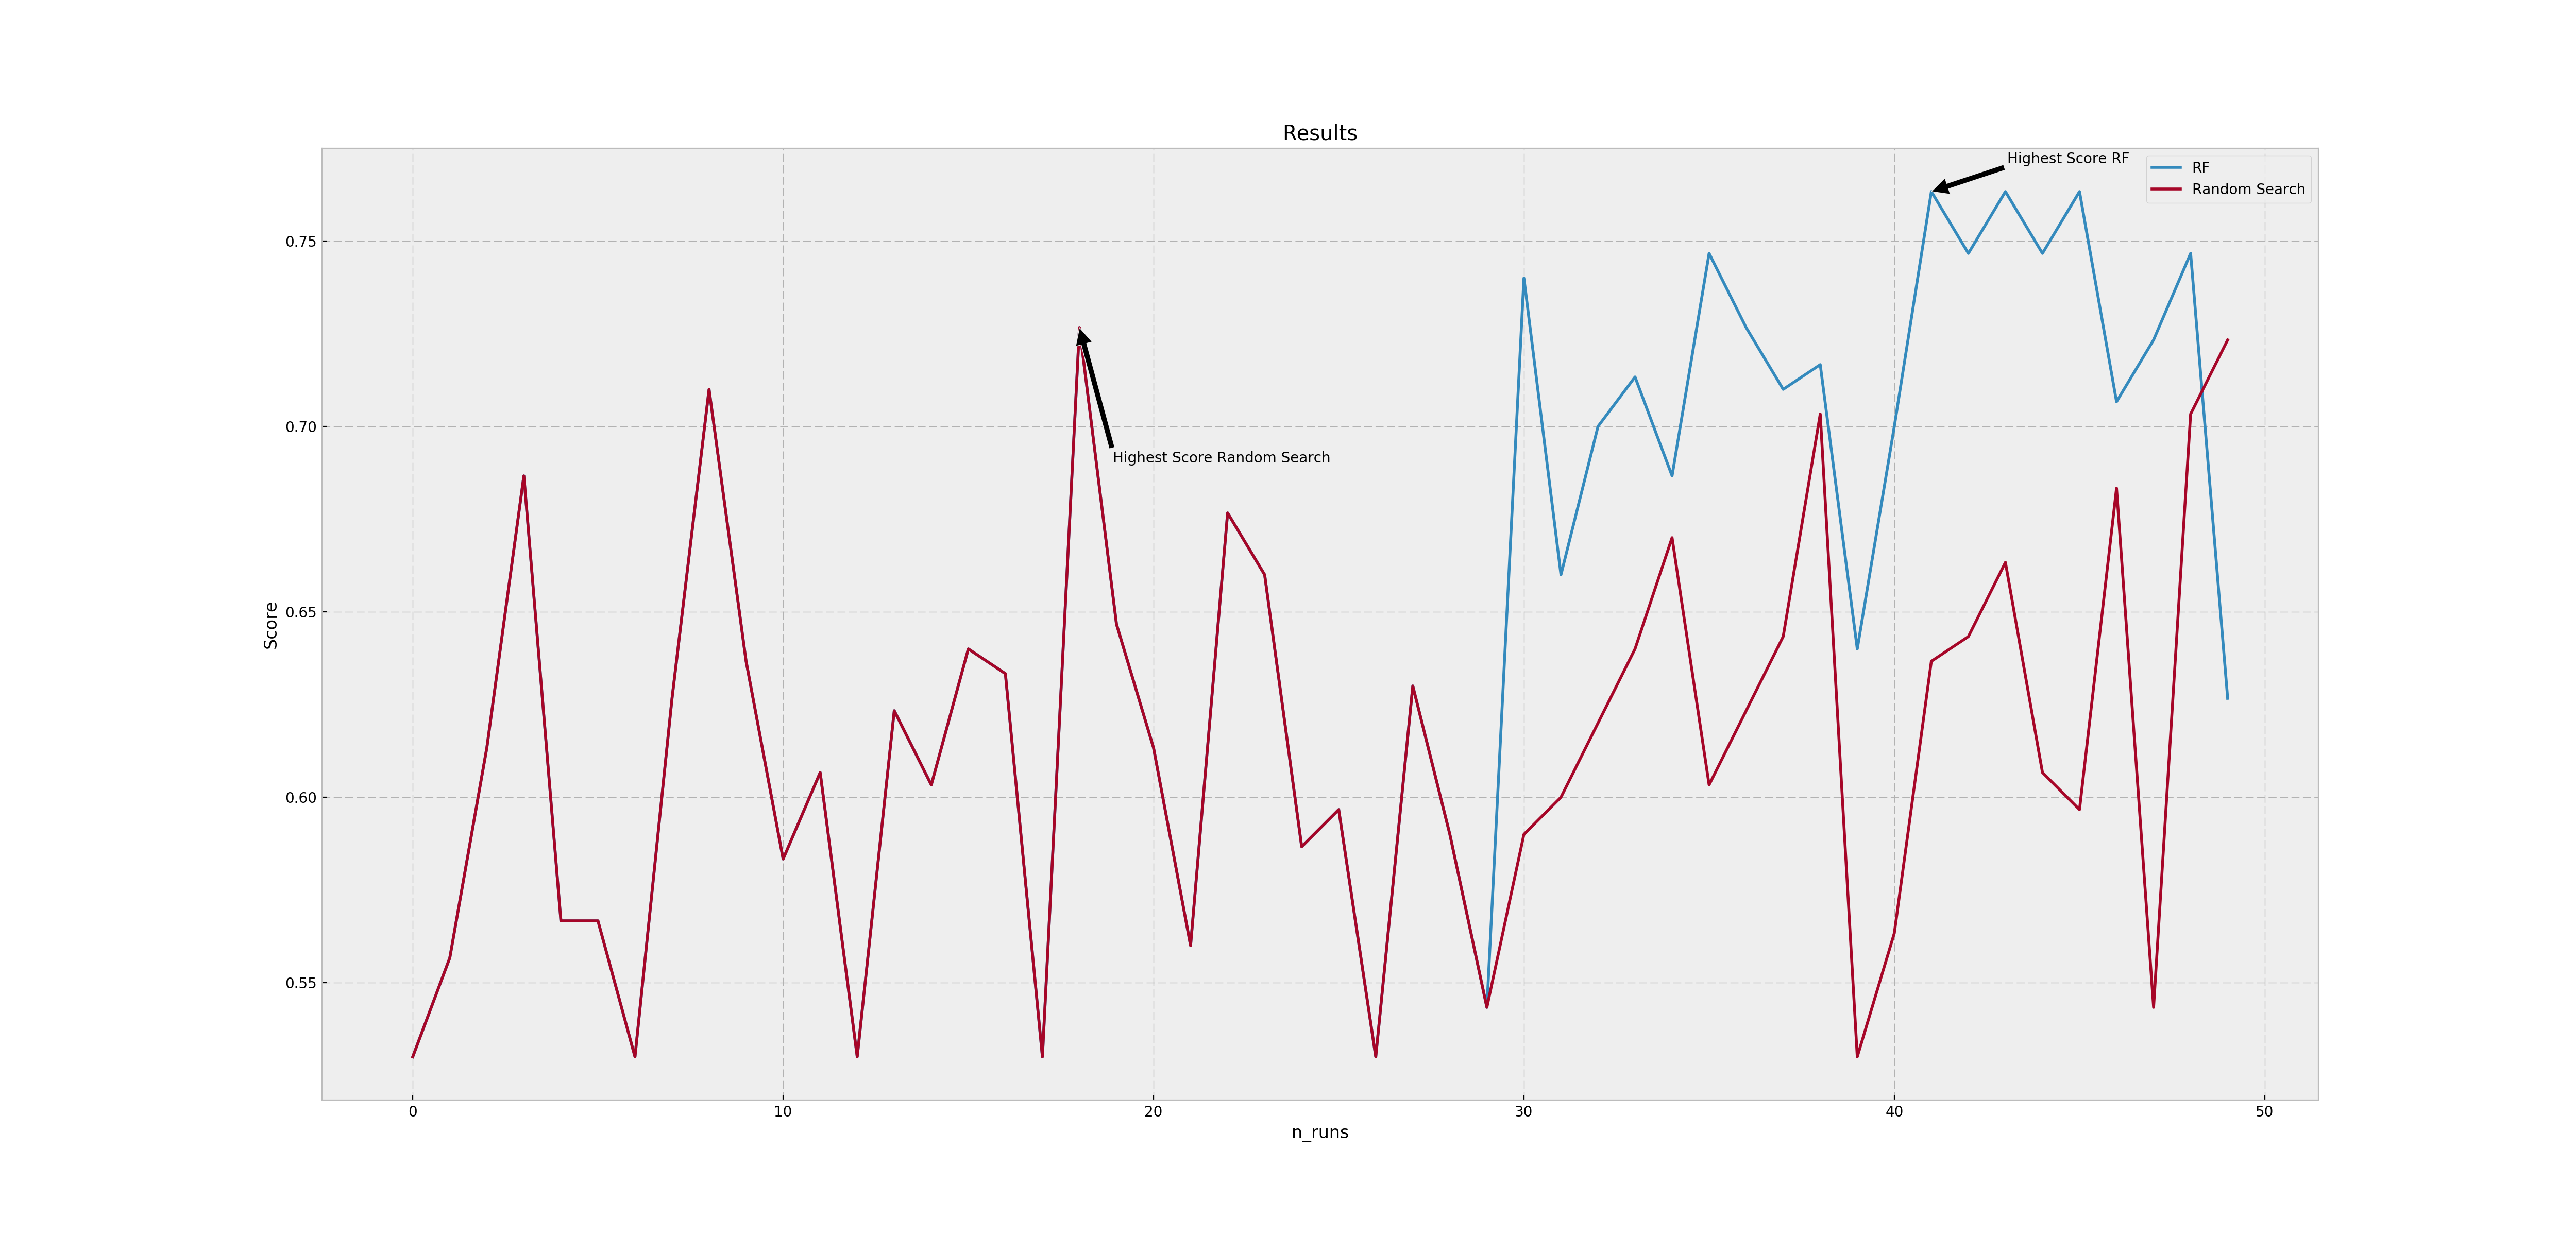 Results
Highest Score RF
RF
Random Search
0.75
0.70
Highest Score Random Search
0.65
Score
0.60
0.55
0 10 20 30 40 50
n_runs